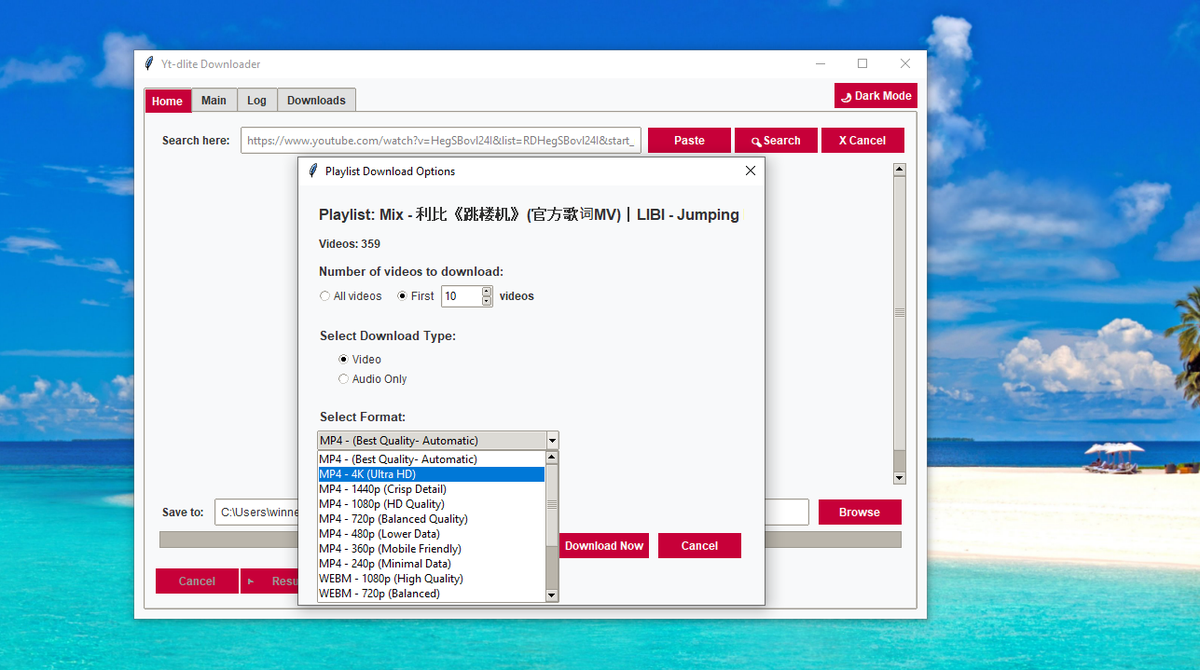 Yt-dlite Downloader
Home
Main
Log
Downloads
Dark Mode
Search here:
https://www.youtube.com/watch?v=HegSBovI24I&list=RDHegSBovI24I&start_
Paste
Search
X Cancel
Playlist Download Options
Playlist: Mix - 利比《跳楼机》(官方歌词MV)丨LIBI - Jumping
Videos: 359
Number of videos to download:
All videos
First
10
videos
Select Download Type:
Video
Audio Only
Select Format:
MP4 - (Best Quality- Automatic)
MP4 - (Best Quality- Automatic)
MP4 - 4K (Ultra HD)
MP4 - 1440p (Crisp Detail)
MP4 - 1080p (HD Quality)
MP4 - 720p (Balanced Quality)
MP4 - 480p (Lower Data)
MP4 - 360p (Mobile Friendly)
MP4 - 240p (Minimal Data)
WEBM - 1080p (High Quality)
WEBM - 720p (Balanced)
Save to:
C:\Users\winne
Browse
Download Now
Cancel
Cancel
Resu